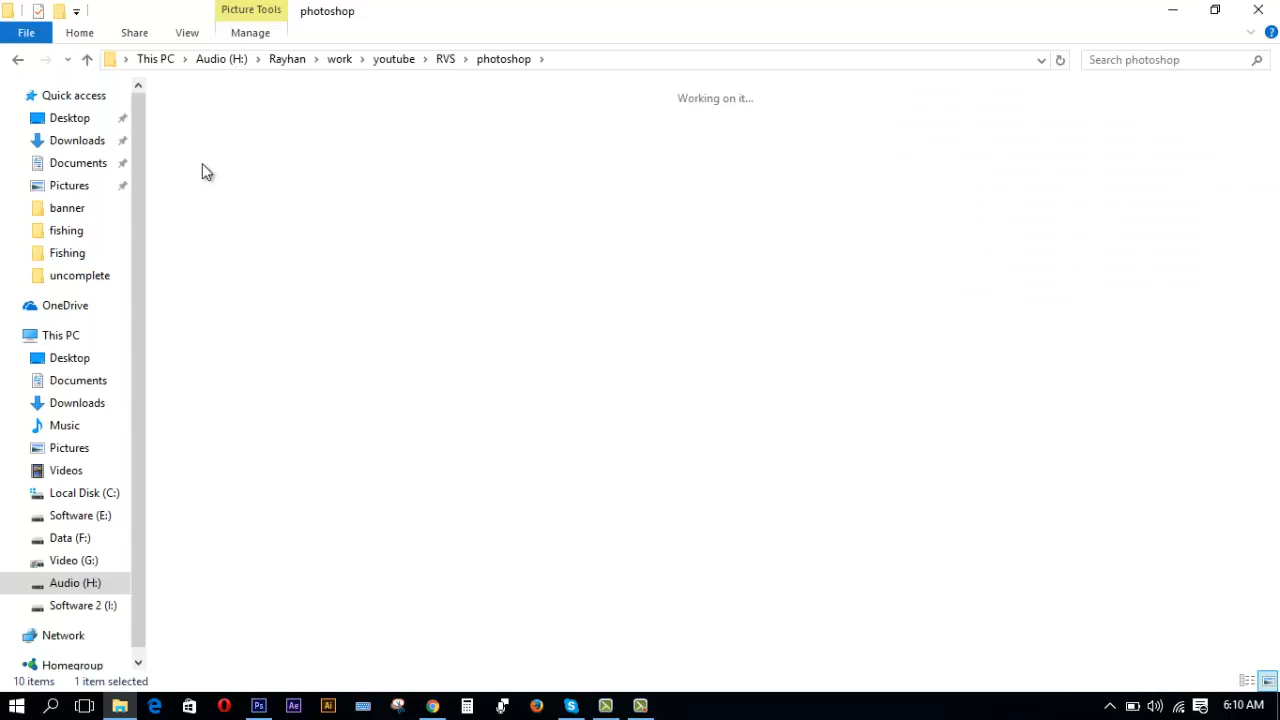 Picture Tools
photoshop
File
Home
Share
View
Manage
This PC
Audio (H:)
Rayhan
work
youtube
RVS
photoshop
Search photoshop
Working on it...
Quick access
Desktop
Downloads
Documents
Pictures
banner
fishing
Fishing
uncomplete
OneDrive
This PC
Desktop
Documents
Downloads
Music
Pictures
Videos
Local Disk (C:)
Software (E:)
Data (F:)
Video (G:)
Audio (H:)
Software 2 (I:)
Network
Homegroup
10 items
1 item selected
Ps
Ae
Ai
6:10 AM